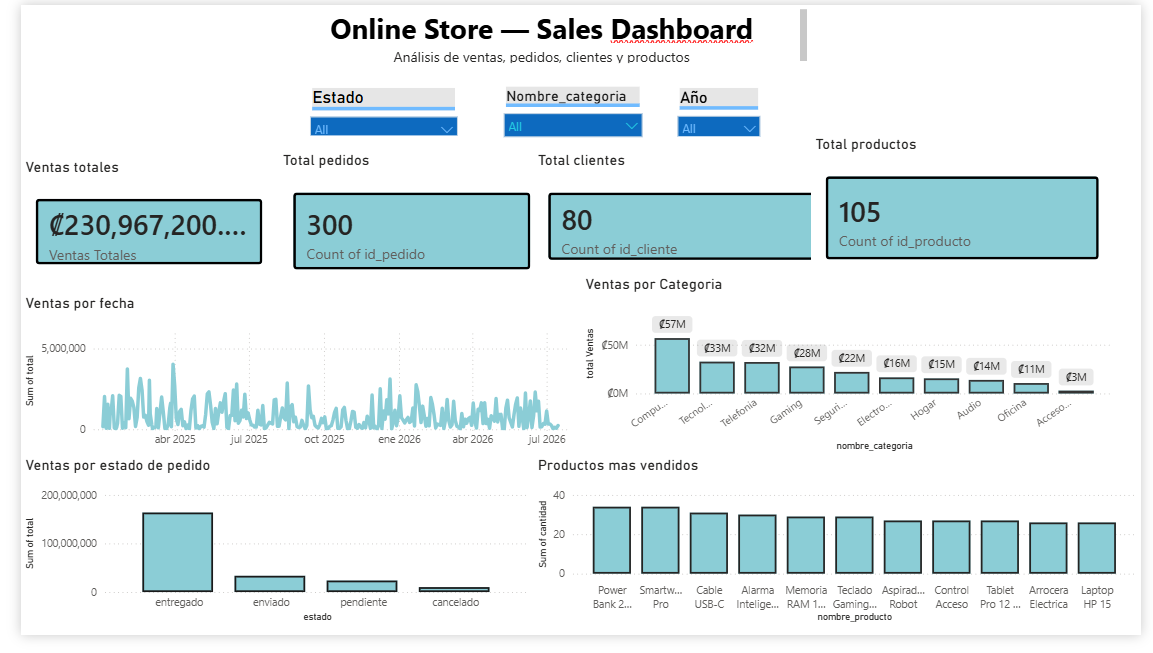 Online Store — Sales Dashboard
Análisis de ventas, pedidos, clientes y productos
Estado
All
Nombre_categoria
All
Año
All
Ventas totales
₡230,967,200....
Ventas Totales
Total pedidos
300
Count of id_pedido
Total clientes
80
Count of id_cliente
Total productos
105
Count of id_producto
Ventas por fecha
Sum of total
5,000,000
0
abr 2025
jul 2025
oct 2025
ene 2026
abr 2026
jul 2026
Ventas por Categoria
total Ventas
₡50M
₡0M
₡57M
₡33M
₡32M
₡28M
₡22M
₡16M
₡15M
₡14M
₡11M
₡3M
Compu...
Tecnol...
Telefonia
Gaming
Seguri...
Electro...
Hogar
Audio
Oficina
Acceso...
nombre_categoria
Ventas por estado de pedido
Sum of total
200,000,000
100,000,000
0
entregado
enviado
pendiente
cancelado
estado
Productos mas vendidos
Sum of cantidad
40
20
0
Power
Bank 2...
Smartw...
Pro
Cable
USB-C
Alarma
Intelige...
Memoria
RAM 1...
Teclado
Gaming...
Aspirad...
Robot
Control
Acceso
Tablet
Pro 12 ...
Arrocera
Electrica
Laptop
HP 15
nombre_producto